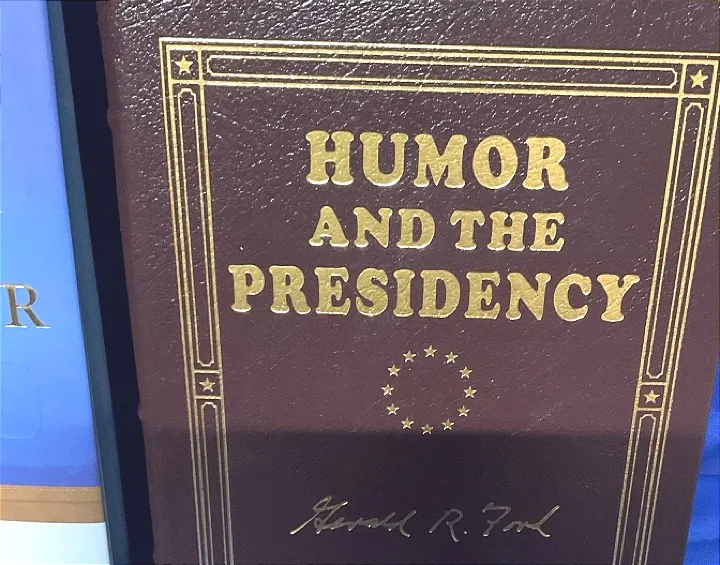 R
HUMOR
AND THE
PRESIDENCY
Gerald R. Ford